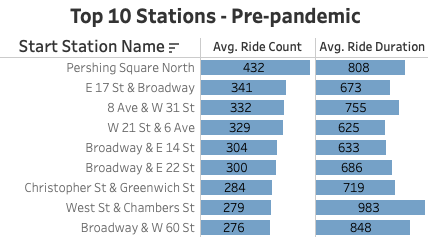 Top 10 Stations - Pre-pandemic
Start Station Name Avg. Ride Count Avg. Ride Duration
Pershing Square North 432 808
E 17 St & Broadway 341 673
8 Ave & W 31 St 332 755
W 21 St & 6 Ave 329 625
Broadway & E 14 St 304 633
Broadway & E 22 St 300 686
Christopher St & Greenwich St 284 719
West St & Chambers St 279 983
Broadway & W 60 St 276 848